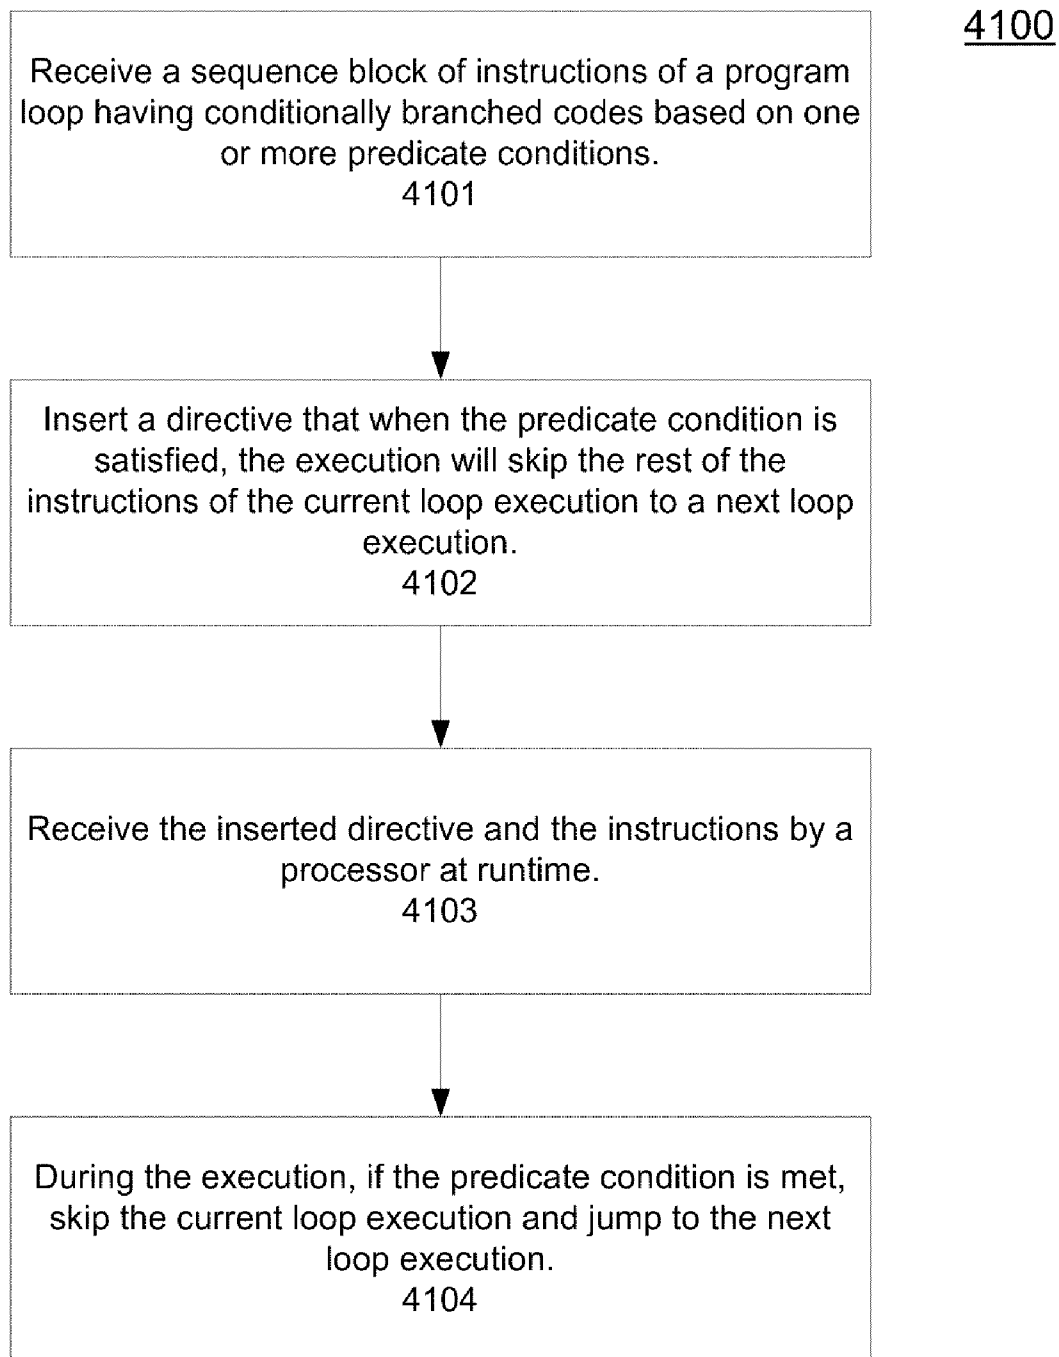 4100
Receive a sequence block of instructions of a program
loop having conditionally branched codes based on one
or more predicate conditions.
4101
Insert a directive that when the predicate condition is
satisfied, the execution will skip the rest of the
instructions of the current loop execution to a next loop
execution.
4102
Receive the inserted directive and the instructions by a
processor at runtime.
4103
During the execution, if the predicate condition is met,
skip the current loop execution and jump to the next
loop execution.
4104